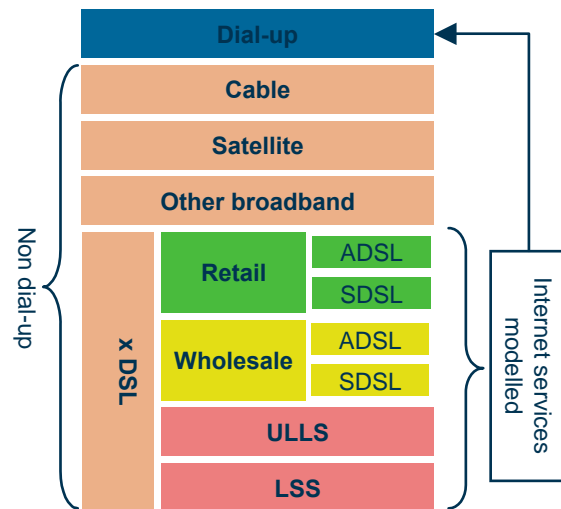 Dial-up
Cable
Satellite
Other broadband
Non dial-up
x DSL
Retail
ADSL
SDSL
Wholesale
ADSL
SDSL
ULLS
LSS
Internet services
modelled